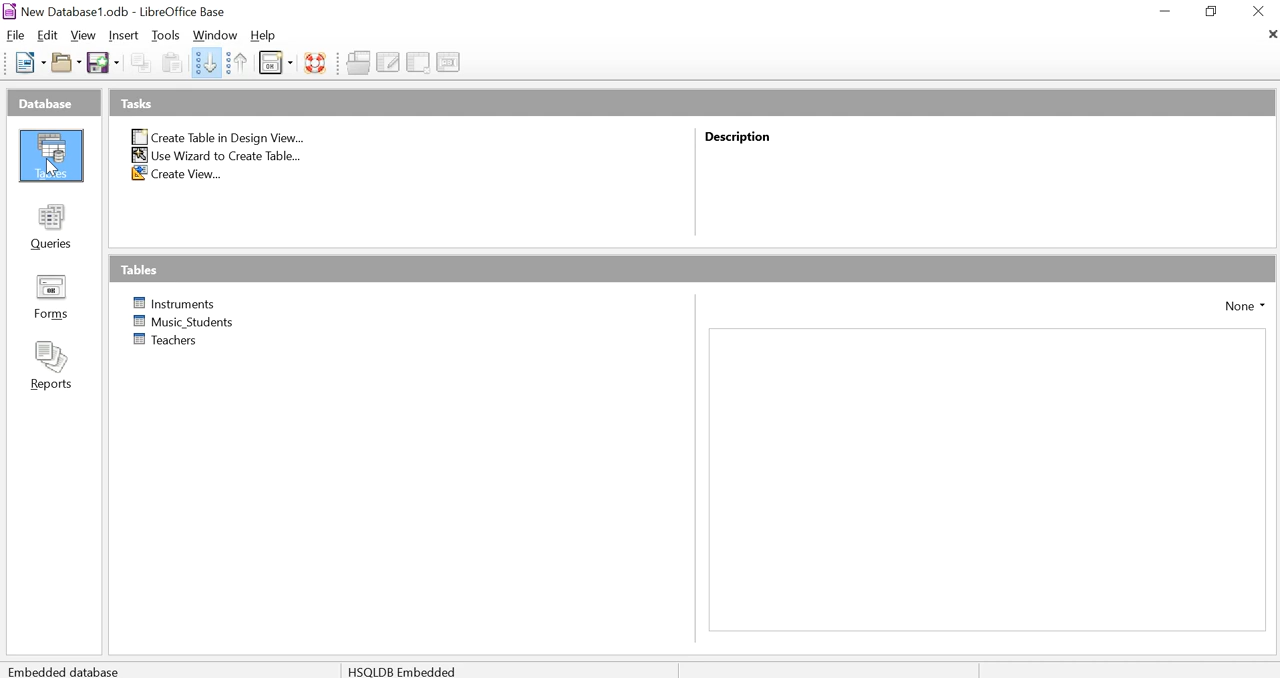 New Database1.odb - LibreOffice Base
File Edit View Insert Tools Window Help
Database
Tasks
Tables
Queries
Forms
Reports
Create Table in Design View...
Use Wizard to Create Table...
Create View...
Description
Tables
Instruments
Music_Students
Teachers
None
Embedded database HSQLDB Embedded